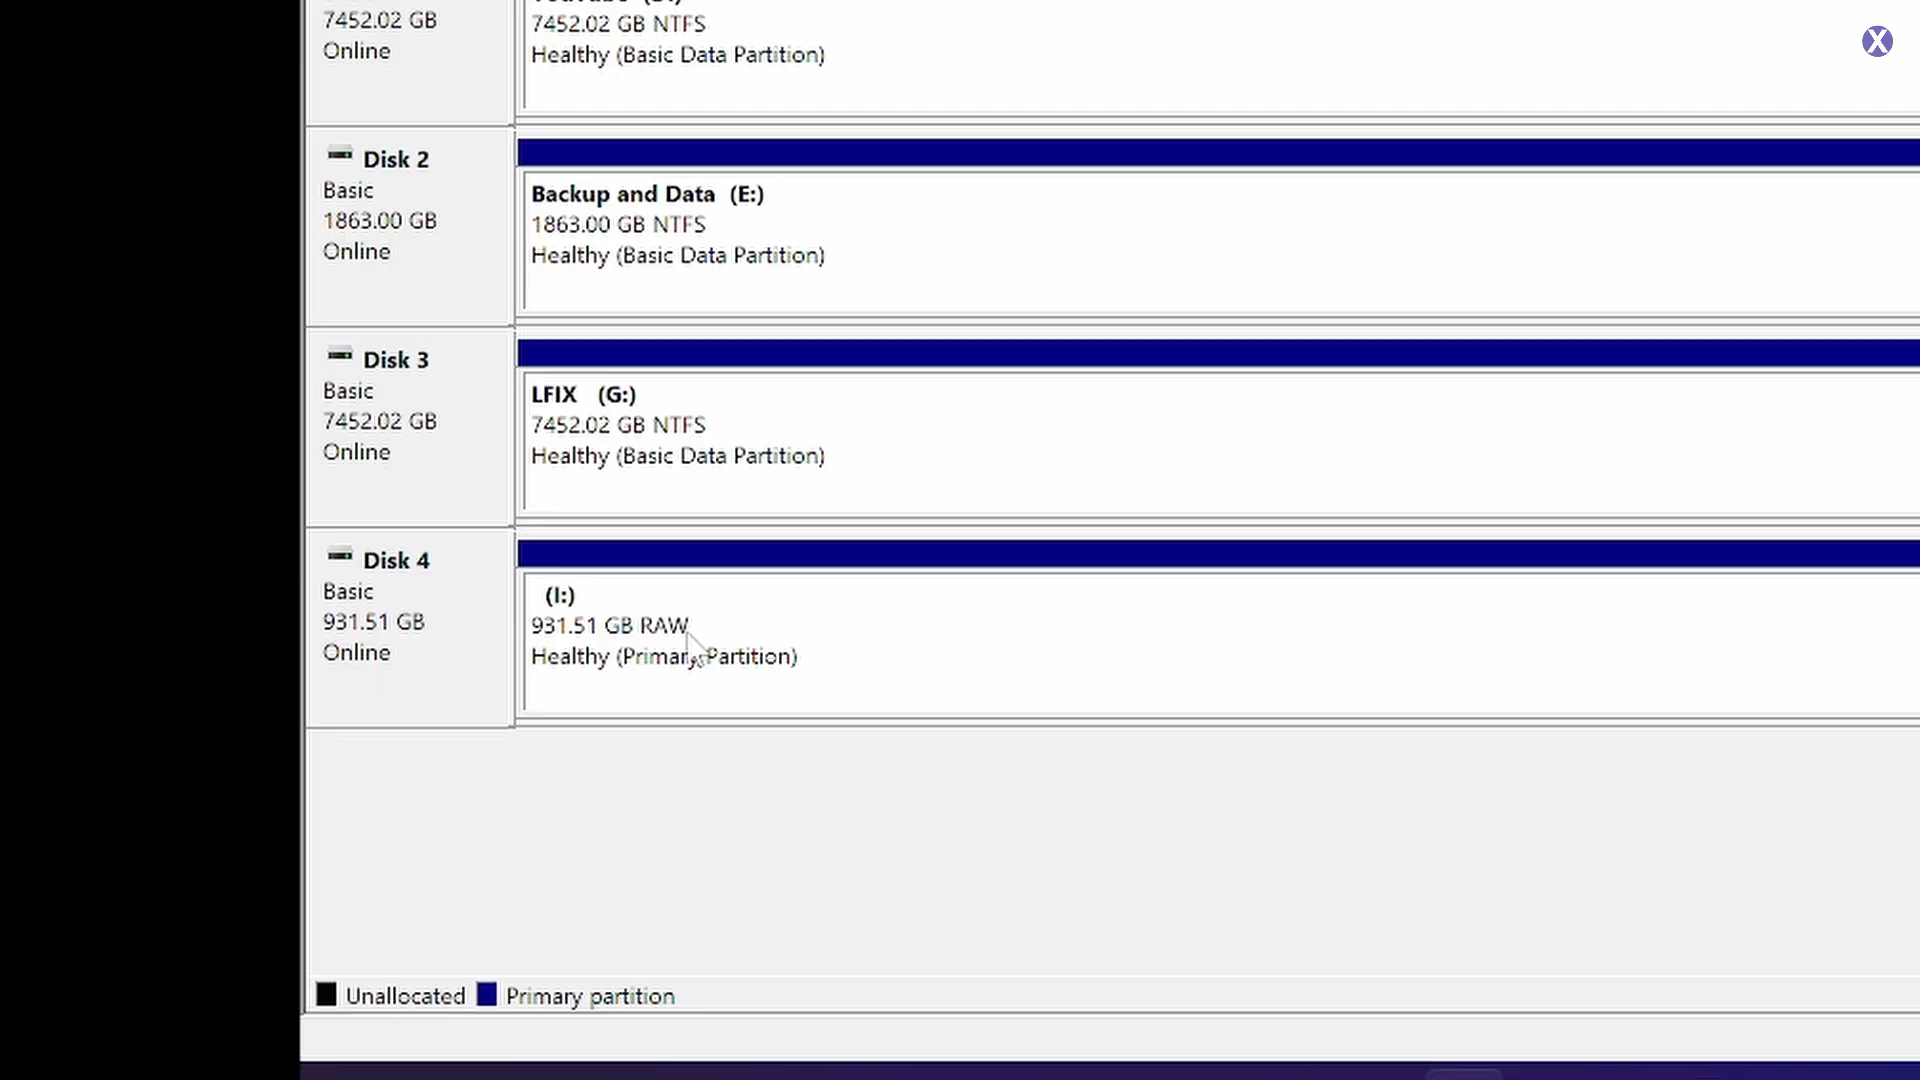 7452.02 GB
Online
7452.02 GB NTFS
Healthy (Basic Data Partition)
X
Disk 2
Basic
1863.00 GB
Online
Backup and Data (E:)
1863.00 GB NTFS
Healthy (Basic Data Partition)
Disk 3
Basic
7452.02 GB
Online
LFIX (G:)
7452.02 GB NTFS
Healthy (Basic Data Partition)
Disk 4
Basic
931.51 GB
Online
(I:)
931.51 GB RAW
Healthy (Primary Partition)
Unallocated
Primary partition